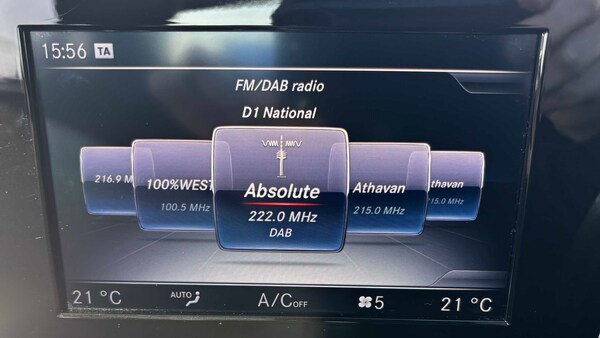 15:56 TA
FM/DAB radio
D1 National
216.9 M
100%WEST
100.5 MHz
Absolute
222.0 MHz
DAB
Athavan
215.0 MHz
thavan
15.0 MHz
21 °C AUTO A/C OFF 5 21 °C